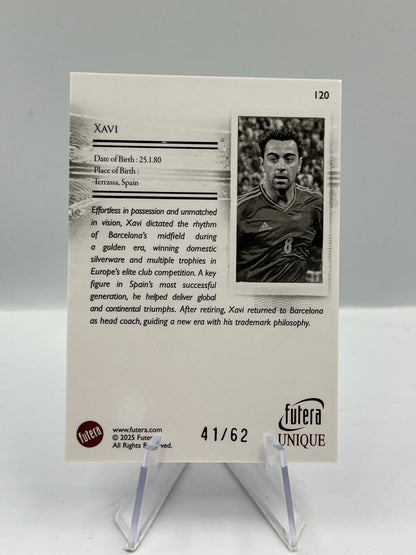 120
XAVI
Date of Birth : 25.1.80
Place of Birth :
Terrassa, Spain
Effortless in possession and unmatched
in vision, Xavi dictated the rhythm
of Barcelona's midfield during
a golden era, winning domestic
silverware and multiple trophies in
Europe's elite club competition. A key
figure in Spain's most successful
generation, he helped deliver global
and continental triumphs. After retiring, Xavi returned to Barcelona
as head coach, guiding a new era with his trademark philosophy.
8
futera
www.futera.com
© 2025 Futera
All Rights Reserved.
41/62
futera
UNIQUE